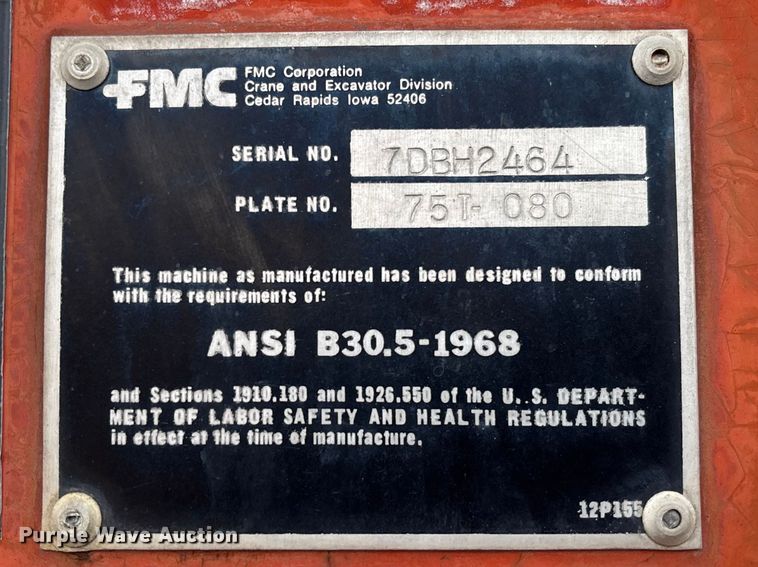 FMC
FMC Corporation
Crane and Excavator Division
Cedar Rapids Iowa 52406
SERIAL NO. 7DBH2464
PLATE NO. 75T-080
This machine as manufactured has been designed to conform
with the requirements of:
ANSI B30.5-1968
and Sections 1910.180 and 1926.550 of the U. S. DEPART-
MENT OF LABOR SAFETY AND HEALTH REGULATIONS
in effect at the time of manufacture.
12P155
Purple Wave Auction